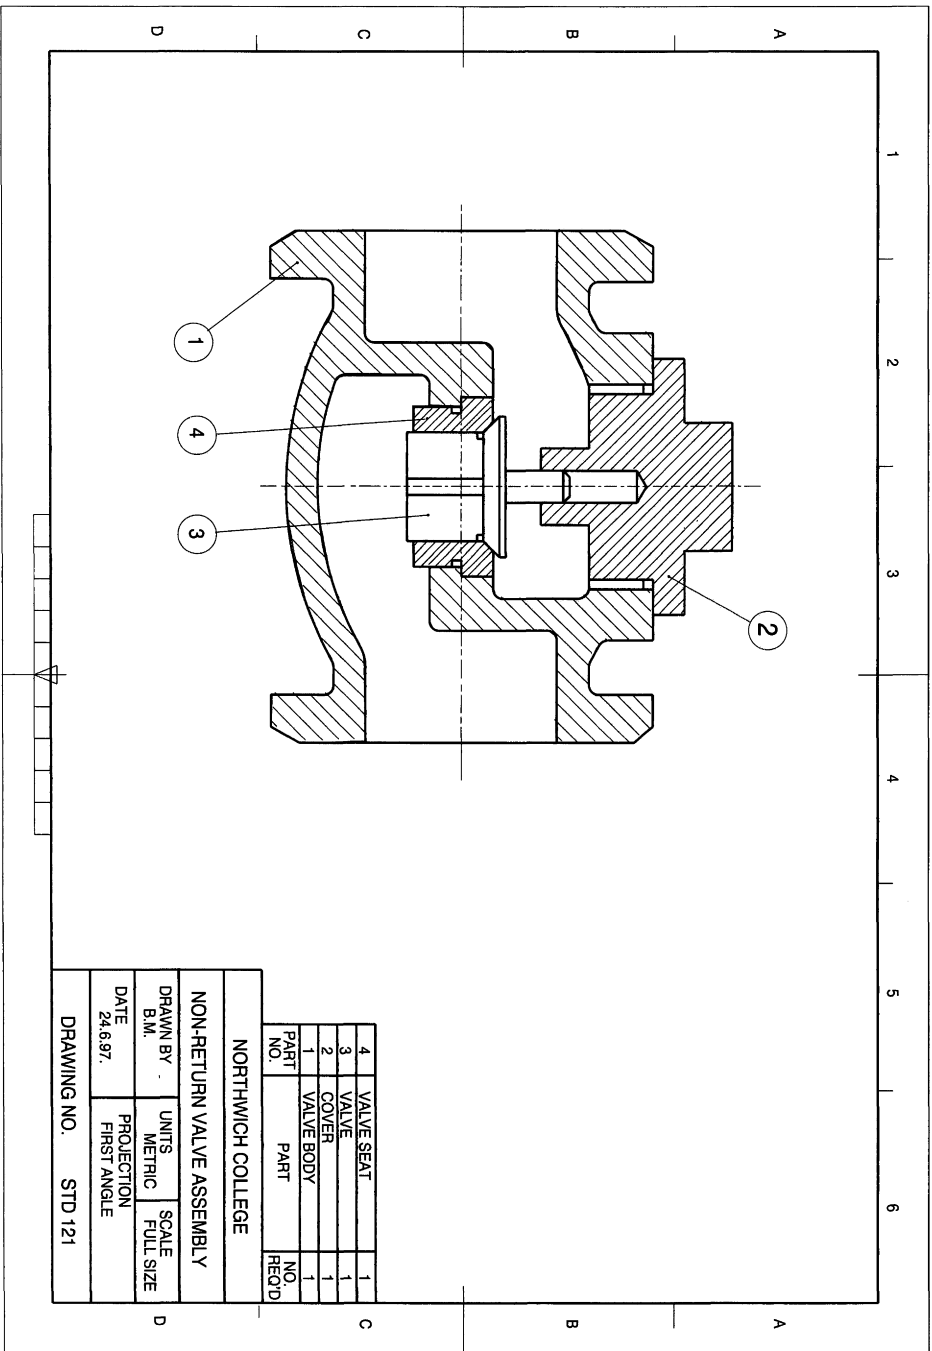 D
C
B
A
1
2
3
4
5
6
D
C
B
A
1
4
3
2
4 VALVE SEAT 1
3 VALVE 1
2 COVER 1
1 VALVE BODY 1
PART NO. PART NO. REQ'D
NORTHWICH COLLEGE
NON-RETURN VALVE ASSEMBLY
DRAWN BY UNITS SCALE
B.M. METRIC FULL SIZE
DATE PROJECTION
24.6.97. FIRST ANGLE
DRAWING NO. STD 121